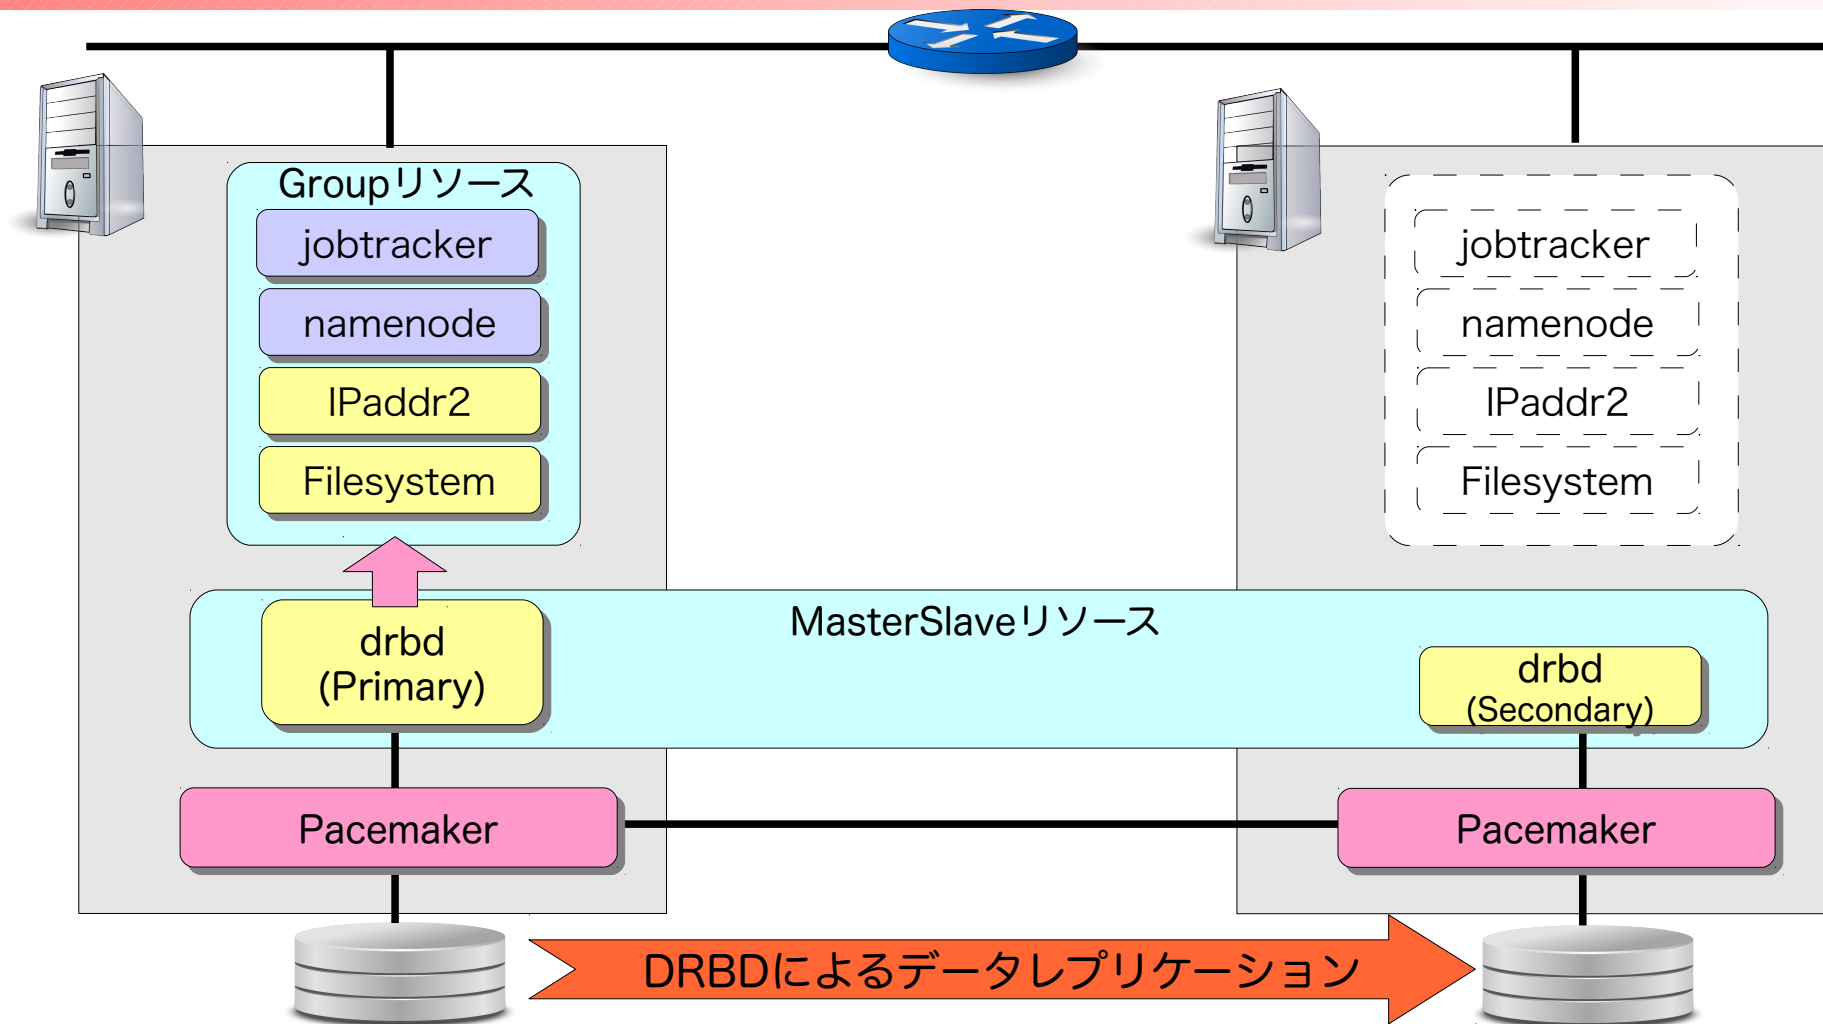 Groupリソース
jobtracker
namenode
IPaddr2
Filesystem
jobtracker
namenode
IPaddr2
Filesystem
MasterSlaveリソース
drbd
(Primary)
drbd
(Secondary)
Pacemaker
Pacemaker
DRBDによるデータレプリケーション